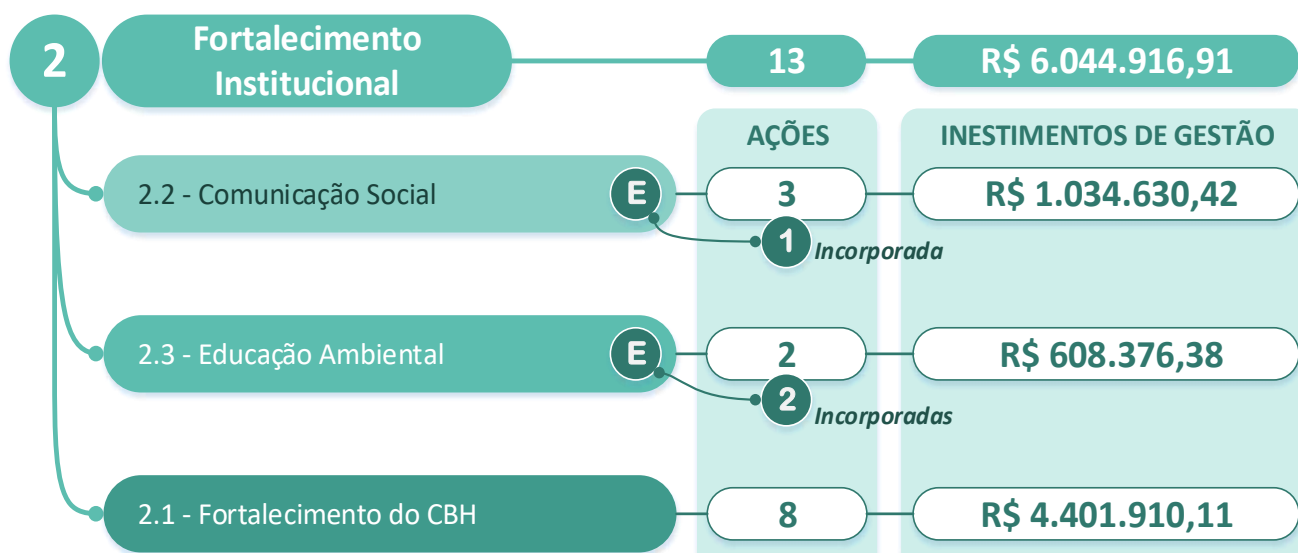 2
Fortalecimento
Institucional
13
R$ 6.044.916,91
AÇÕES
INESTIMENTOS DE GESTÃO
2.2 - Comunicação Social
E
3
R$ 1.034.630,42
1
Incorporada
2.3 - Educação Ambiental
E
2
R$ 608.376,38
2
Incorporadas
2.1 - Fortalecimento do CBH
8
R$ 4.401.910,11